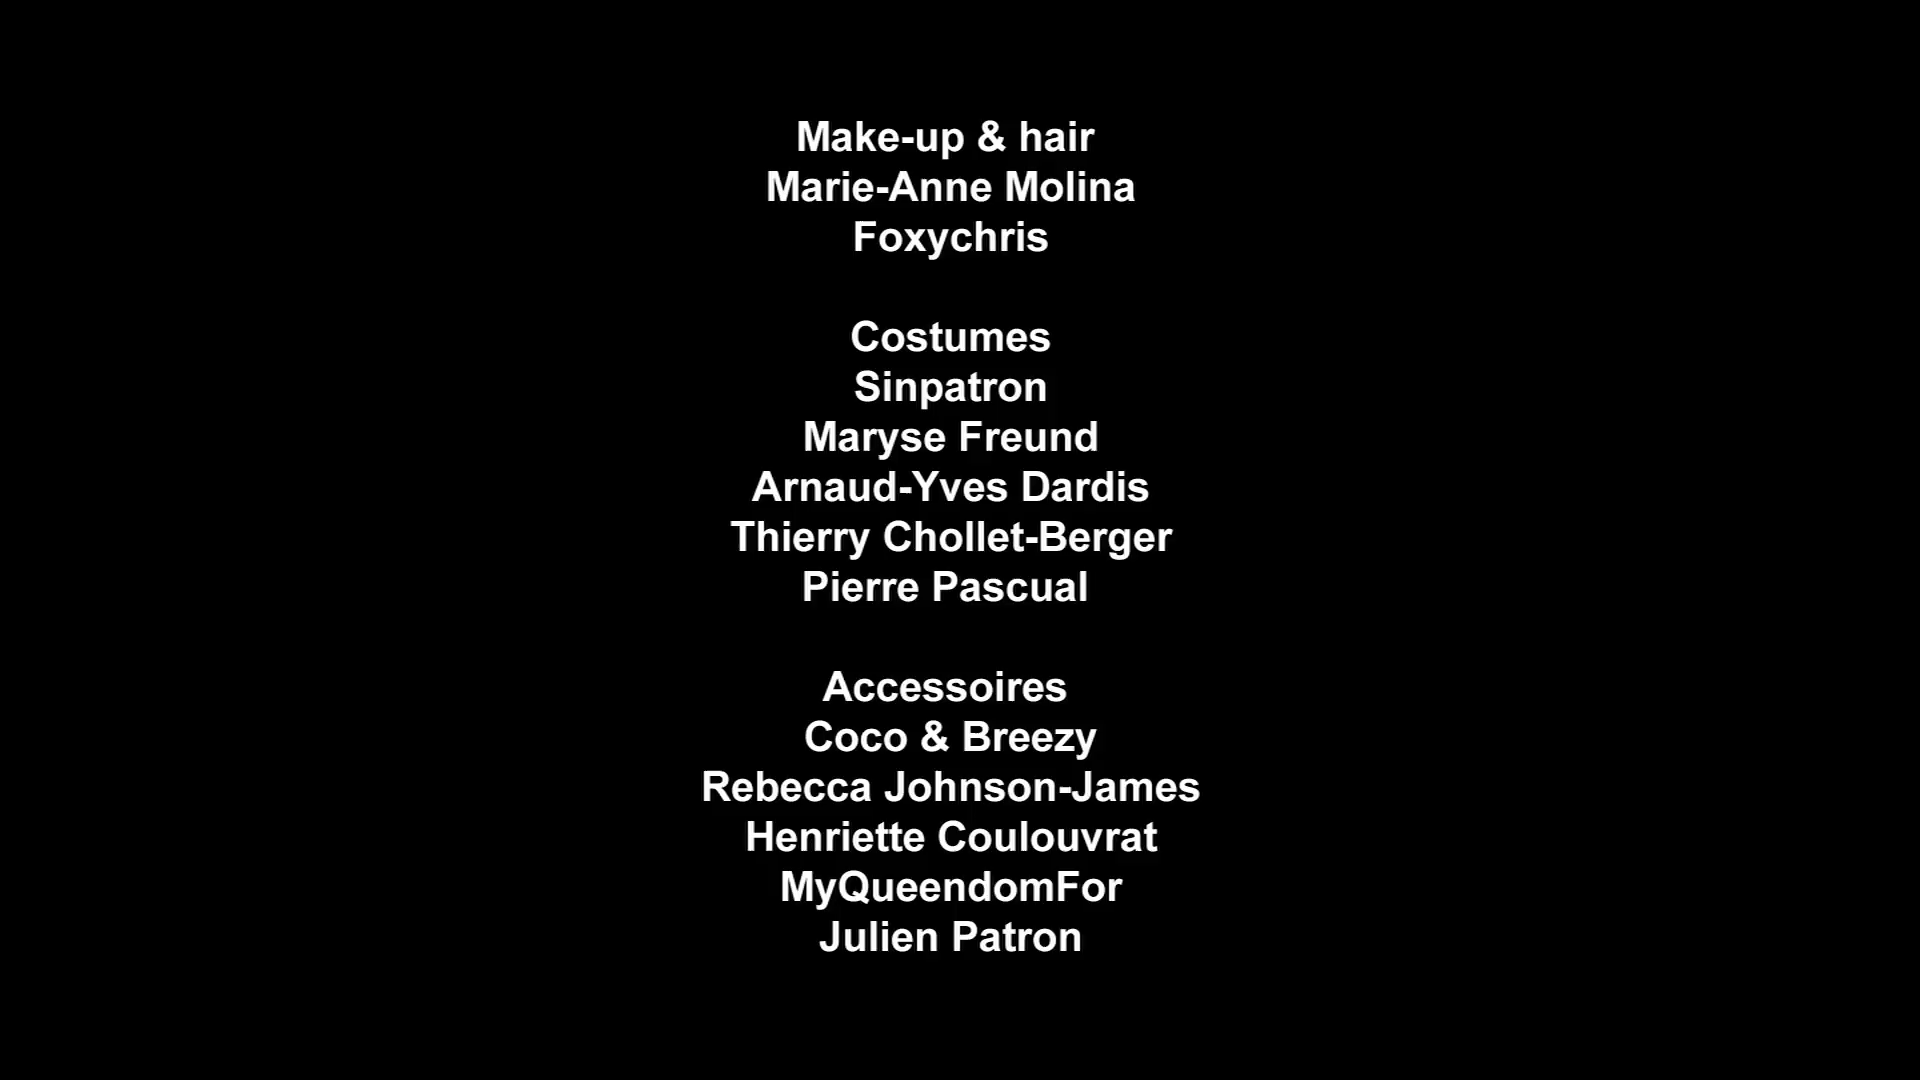 Make-up & hair
Marie-Anne Molina
Foxychris
Costumes
Sinpatron
Maryse Freund
Arnaud-Yves Dardis
Thierry Chollet-Berger
Pierre Pascual
Accessoires
Coco & Breezy
Rebecca Johnson-James
Henriette Coulouvrat
MyQueendomFor
Julien Patron